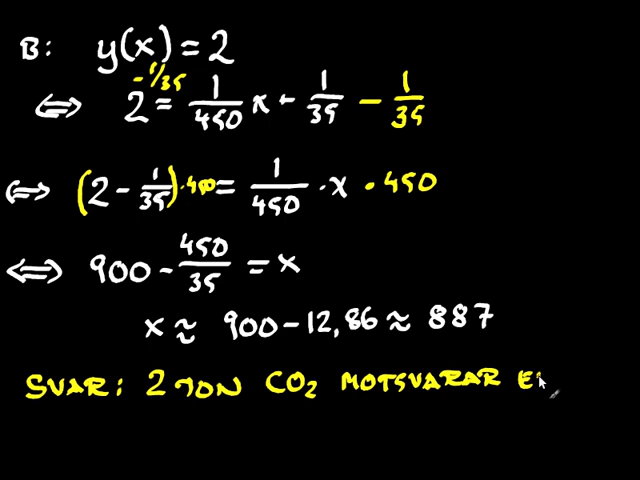 B: y(x) = 2
⇔ 2 - 1/35 = 1/450 x + 1/35 - 1/35
⇔ (2 - 1/35) · 450 = 1/450 · x · 450
⇔ 900 - 450/35 = x
x ≈ 900 - 12,86 ≈ 887
SVAR: 2 TON CO₂ MOTSVARAR E